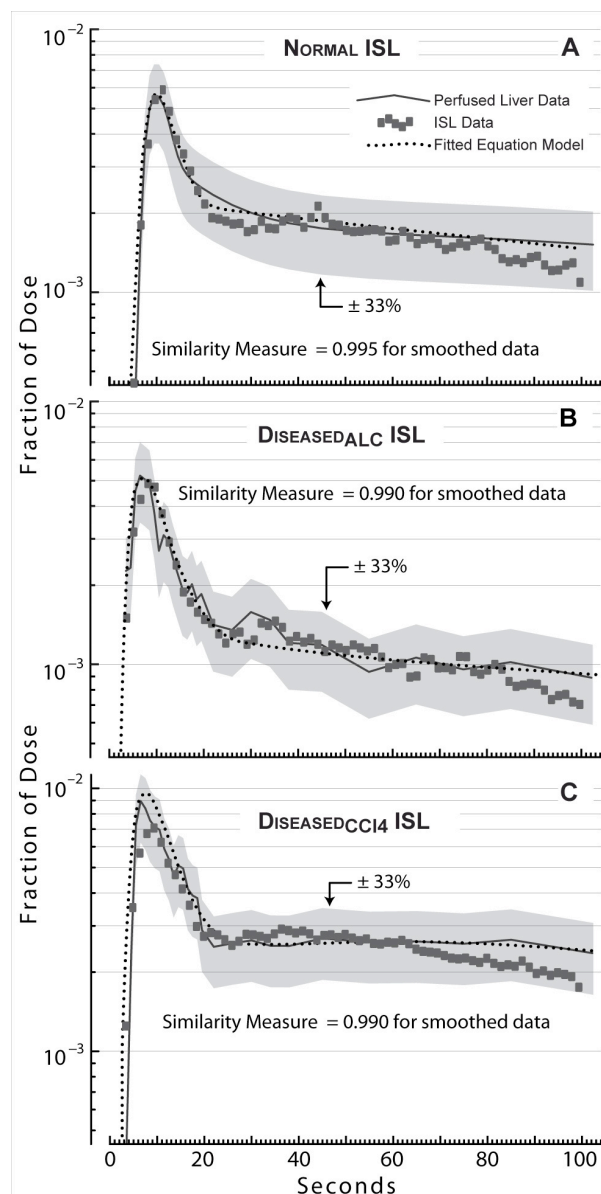 10-2
NORMAL ISL
A
Perfused Liver Data
ISL Data
Fitted Equation Model
10-3
± 33%
Similarity Measure = 0.995 for smoothed data
Fraction of Dose
10-2
B
DISEASEDALC ISL
Similarity Measure = 0.990 for smoothed data
± 33%
10-3
Fraction of Dose
10-2
C
DISEASEDCCl4 ISL
± 33%
Similarity Measure = 0.990 for smoothed data
10-3
0 20 40 60 80 100
Seconds